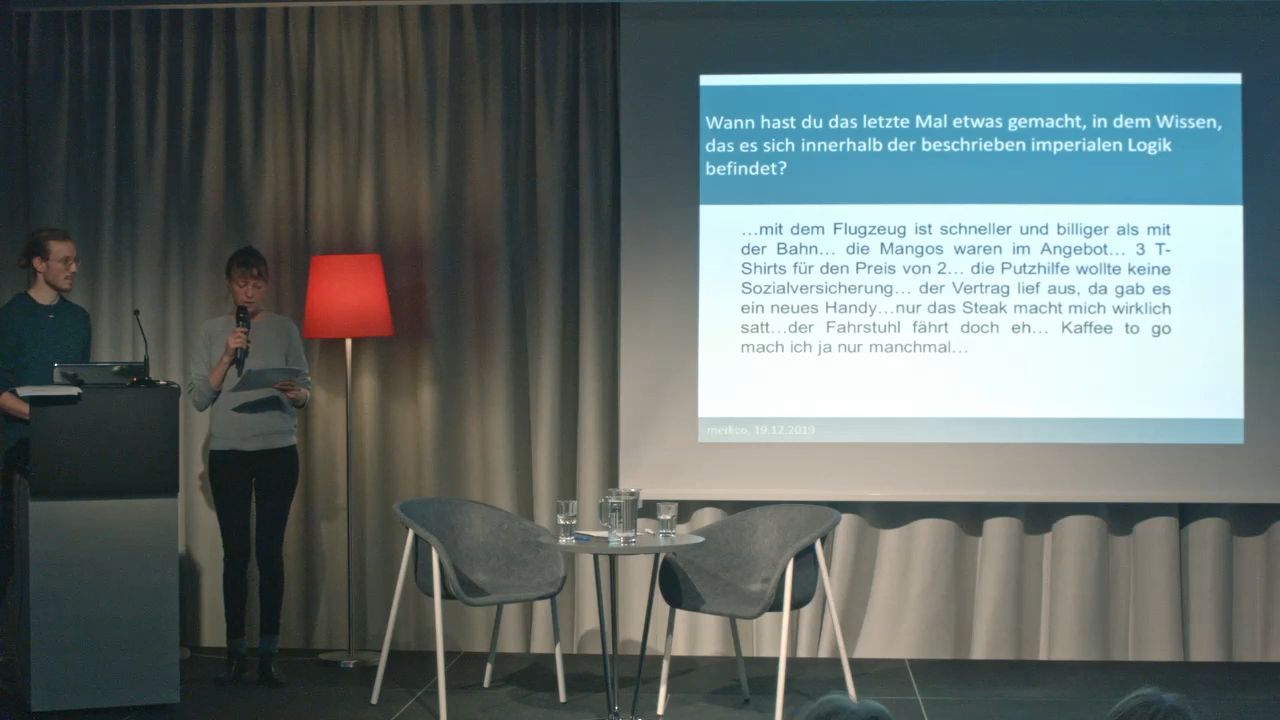 Wann hast du das letzte Mal etwas gemacht, in dem Wissen,
das es sich innerhalb der beschrieben imperialen Logik
befindet?
…mit dem Flugzeug ist schneller und billiger als mit
der Bahn… die Mangos waren im Angebot… 3 T-
Shirts für den Preis von 2… die Putzhilfe wollte keine
Sozialversicherung… der Vertrag lief aus, da gab es
ein neues Handy…nur das Steak macht mich wirklich
satt…der Fahrstuhl fährt doch eh… Kaffee to go
mach ich ja nur manchmal…
medico, 19.12.2019